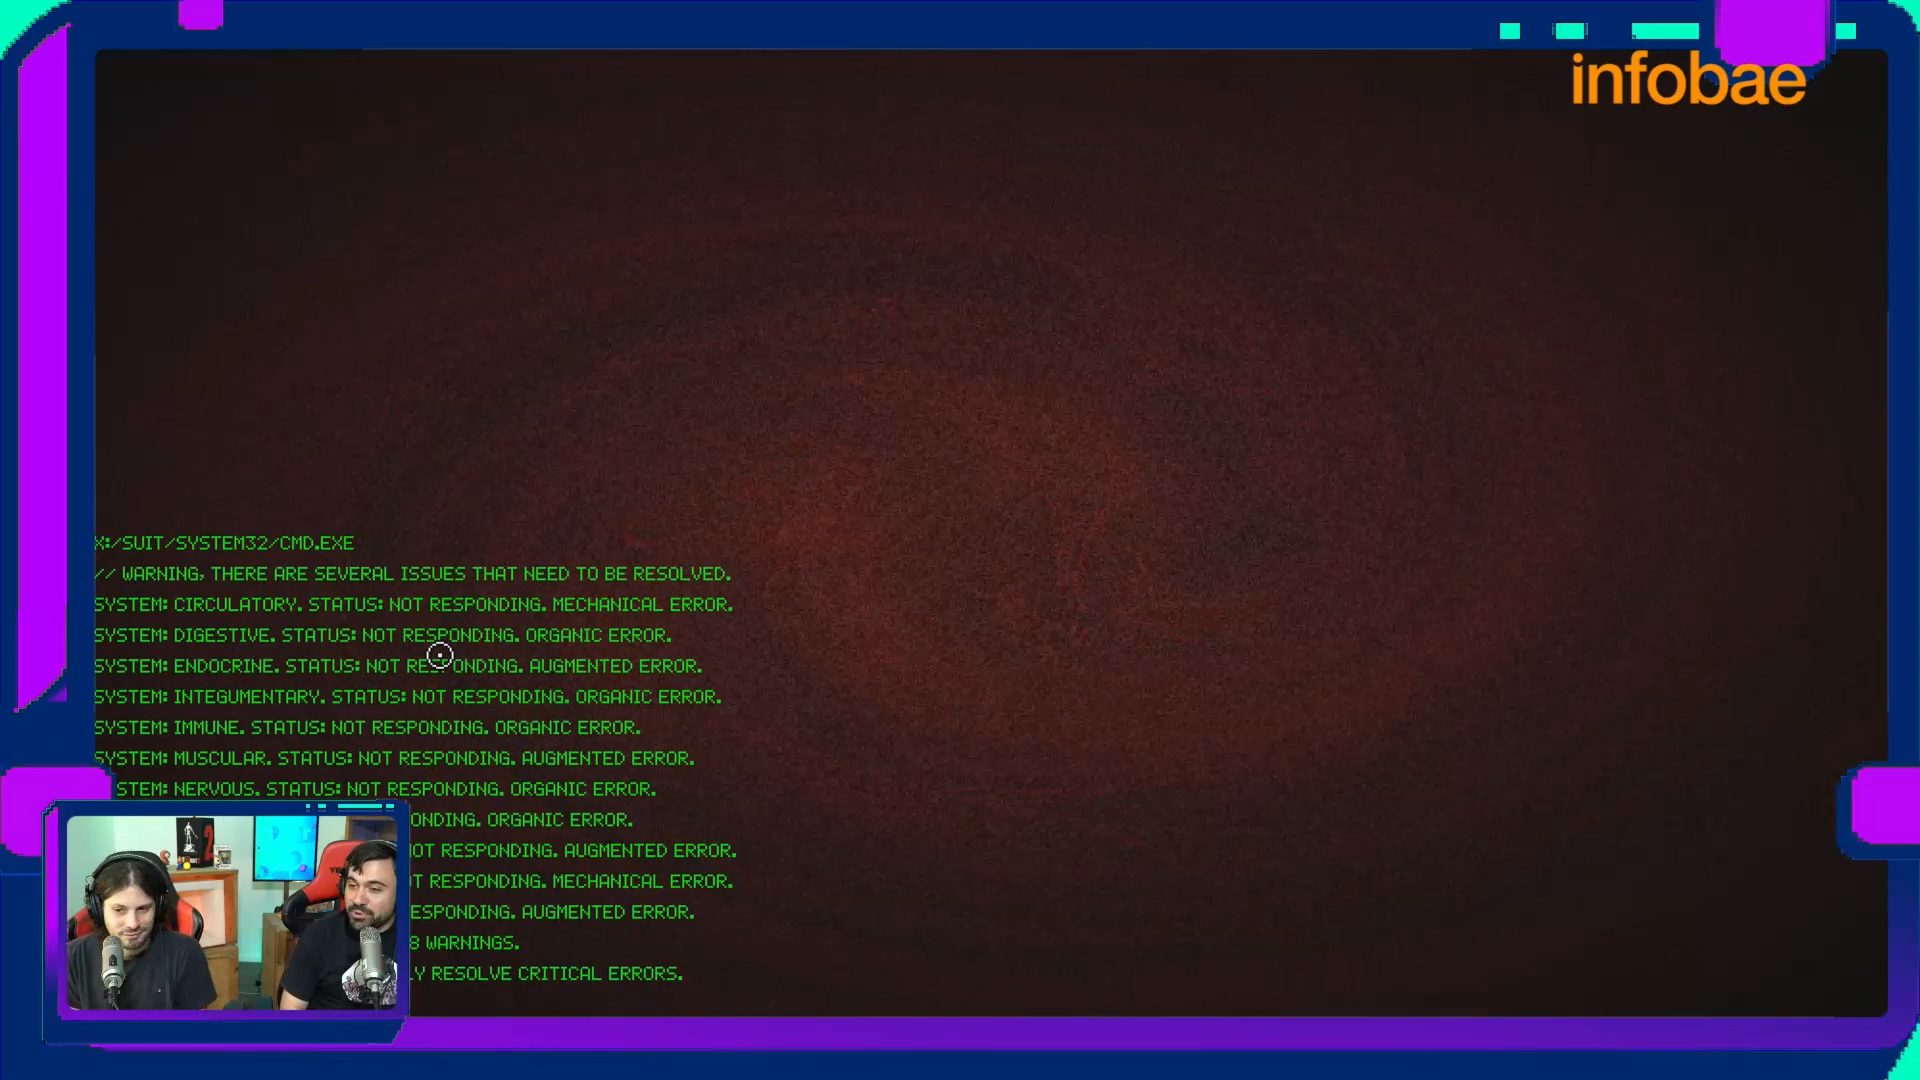 infobae
X:/SUIT/SYSTEM32/CMD.EXE
// WARNING, THERE ARE SEVERAL ISSUES THAT NEED TO BE RESOLVED.
SYSTEM: CIRCULATORY. STATUS: NOT RESPONDING. MECHANICAL ERROR.
SYSTEM: DIGESTIVE. STATUS: NOT RESPONDING. ORGANIC ERROR.
SYSTEM: ENDOCRINE. STATUS: NOT RESPONDING. AUGMENTED ERROR.
SYSTEM: INTEGUMENTARY. STATUS: NOT RESPONDING. ORGANIC ERROR.
SYSTEM: IMMUNE. STATUS: NOT RESPONDING. ORGANIC ERROR.
SYSTEM: MUSCULAR. STATUS: NOT RESPONDING. AUGMENTED ERROR.
STEM: NERVOUS. STATUS: NOT RESPONDING. ORGANIC ERROR.
ONDING. ORGANIC ERROR.
OT RESPONDING. AUGMENTED ERROR.
T RESPONDING. MECHANICAL ERROR.
ESPONDING. AUGMENTED ERROR.
8 WARNINGS.
LY RESOLVE CRITICAL ERRORS.